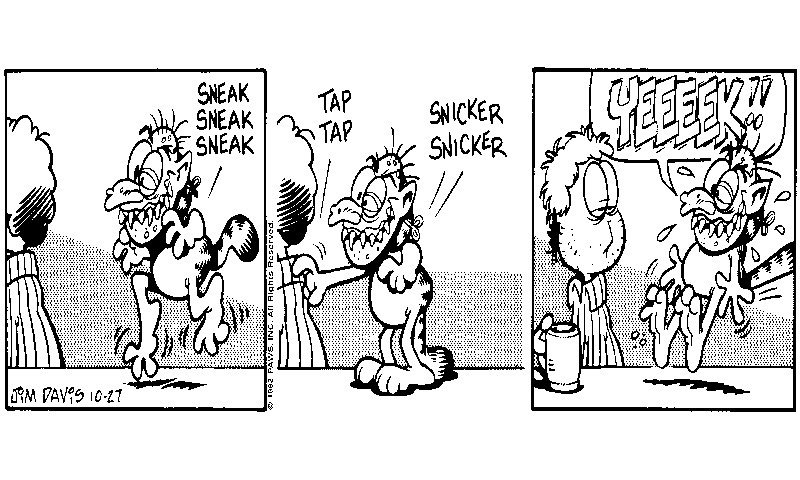 SNEAK
SNEAK
SNEAK
JIM DAVIS 10-27
© 1982 PAWS, INC. All Rights Reserved.
TAP
TAP
SNICKER
SNICKER
YEEEEK!!